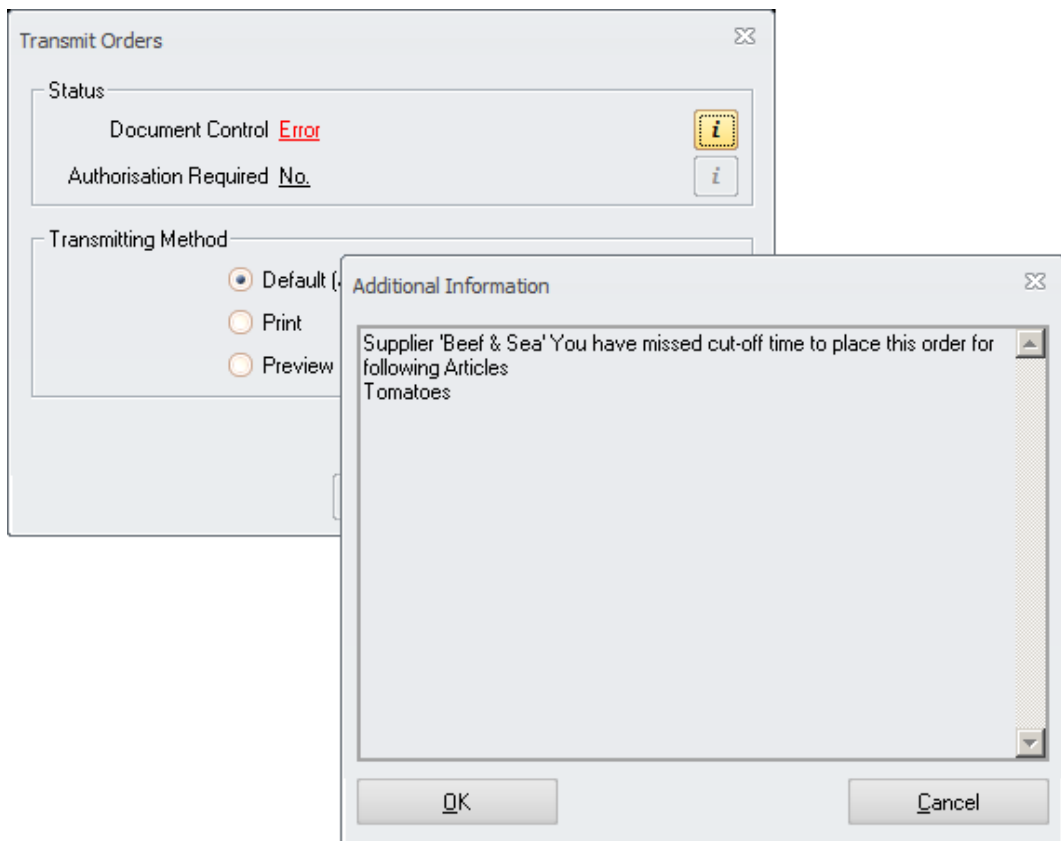 Transmit Orders
Status
Document Control Error
i
Authorisation Required No.
i
Transmitting Method
Default (
Print
Preview
Additional Information
Supplier 'Beef & Sea' You have missed cut-off time to place this order for
following Articles
Tomatoes
OK
Cancel